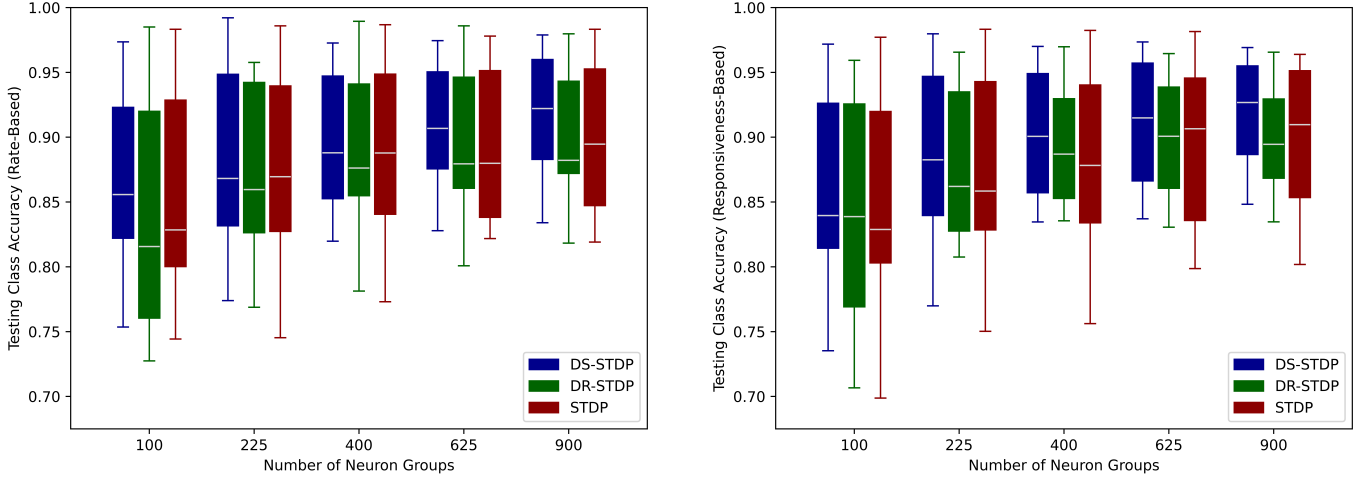 Testing Class Accuracy (Rate-Based)
1.00
0.95
0.90
0.85
0.80
0.75
0.70
100
225
400
625
900
Number of Neuron Groups
DS-STDP
DR-STDP
STDP
Testing Class Accuracy (Responsiveness-Based)
1.00
0.95
0.90
0.85
0.80
0.75
0.70
100
225
400
625
900
Number of Neuron Groups
DS-STDP
DR-STDP
STDP